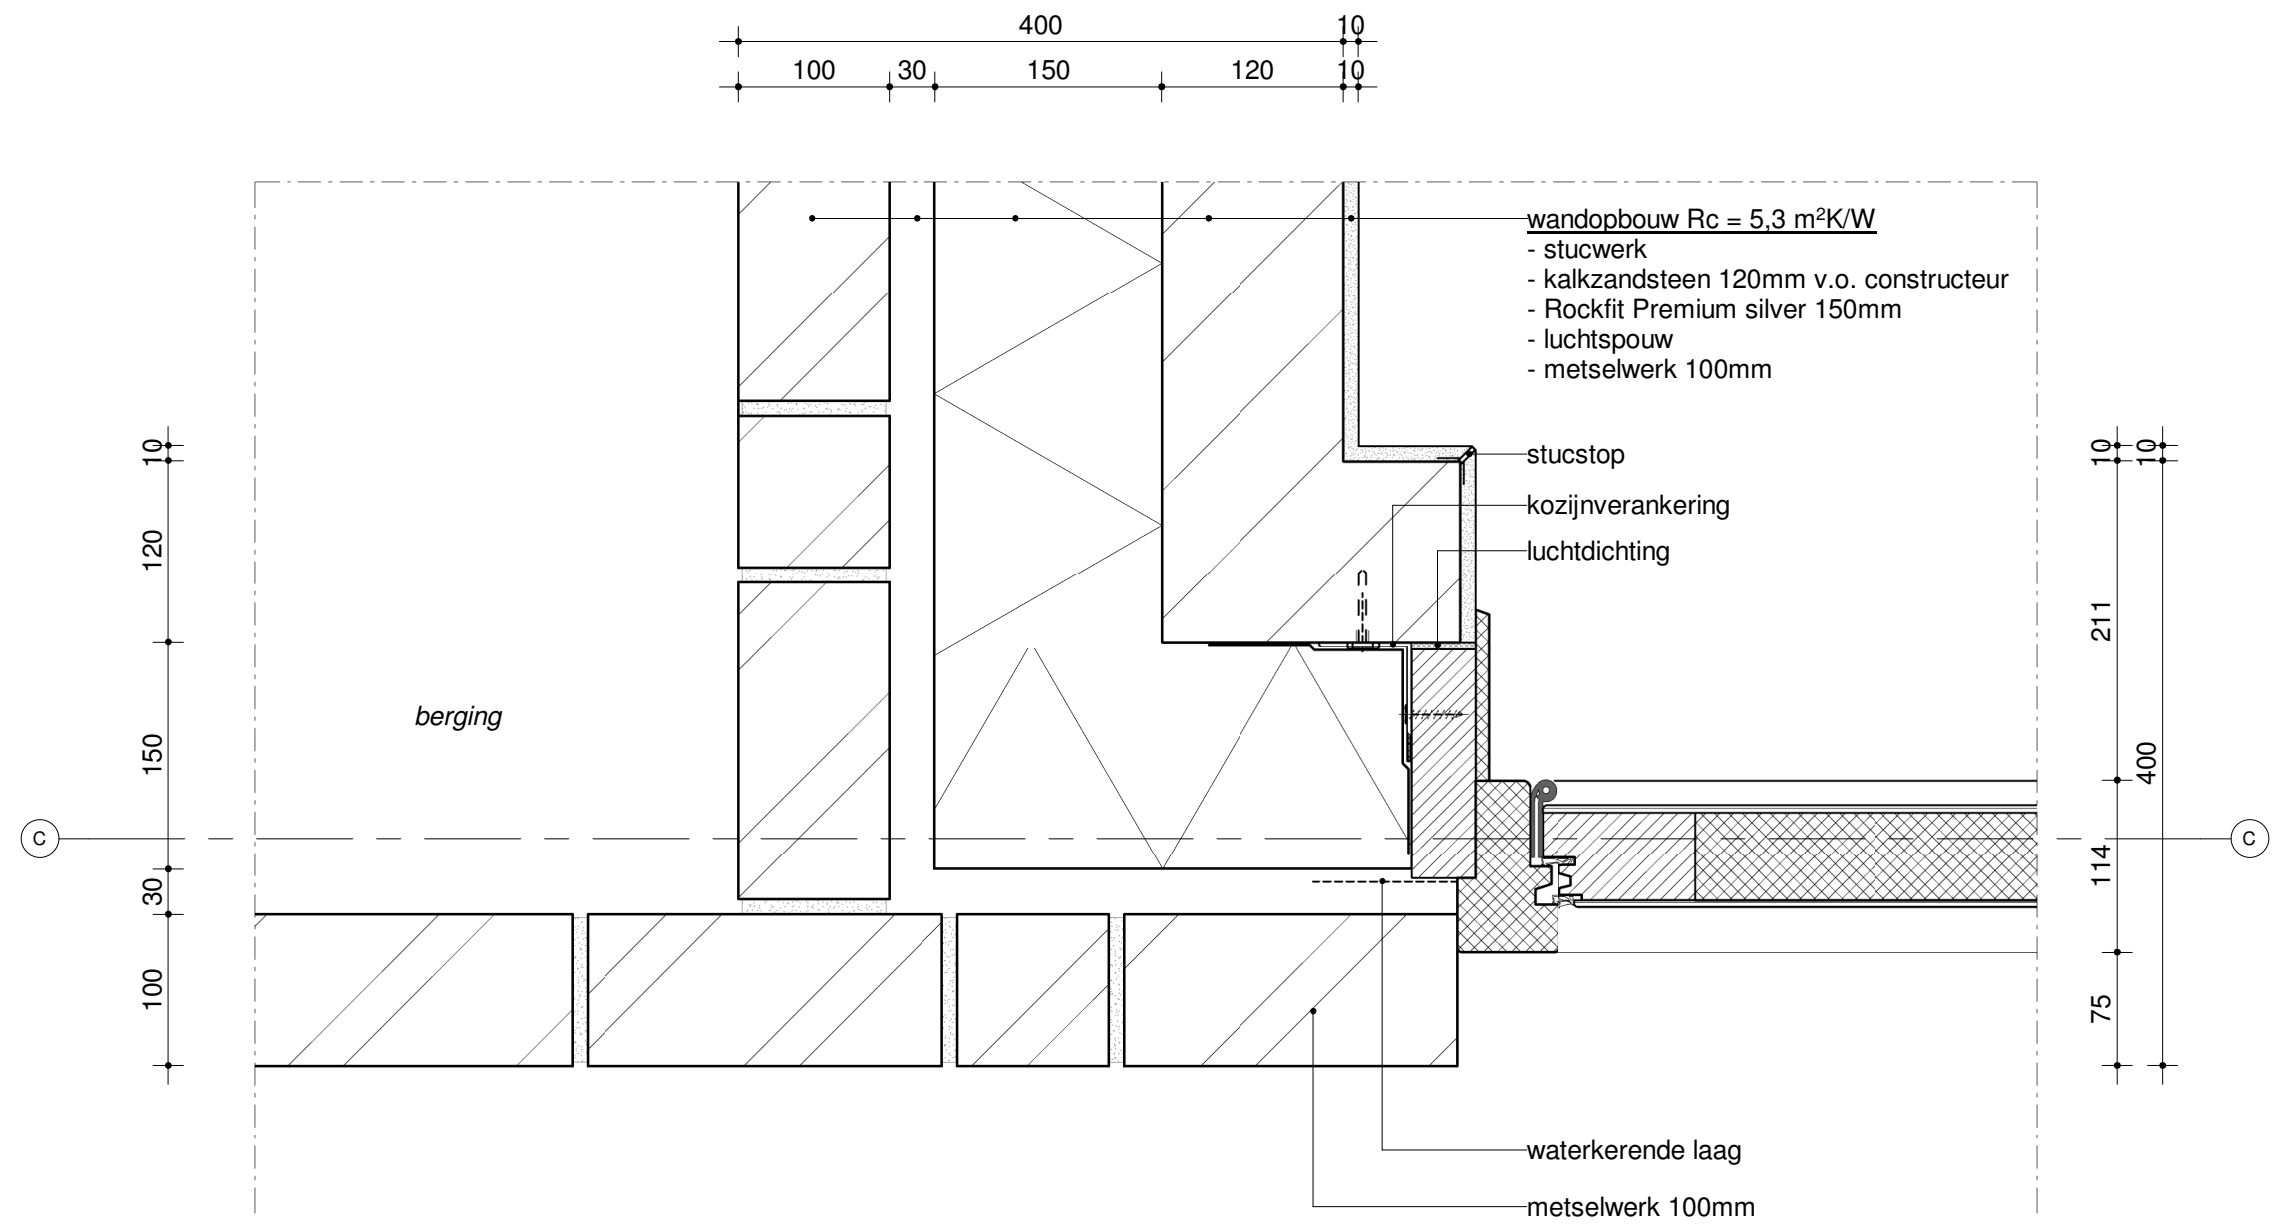 400
10
100
30
150
120
10
wandopbouw Rc = 5,3 m²K/W
- stucwerk
- kalkzandsteen 120mm v.o. constructeur
- Rockfit Premium silver 150mm
- luchtspouw
- metselwerk 100mm
stucstop
kozijnverankering
luchtdichting
10
120
150
30
100
berging
C
C
10
211
114
75
10
400
waterkerende laag
metselwerk 100mm